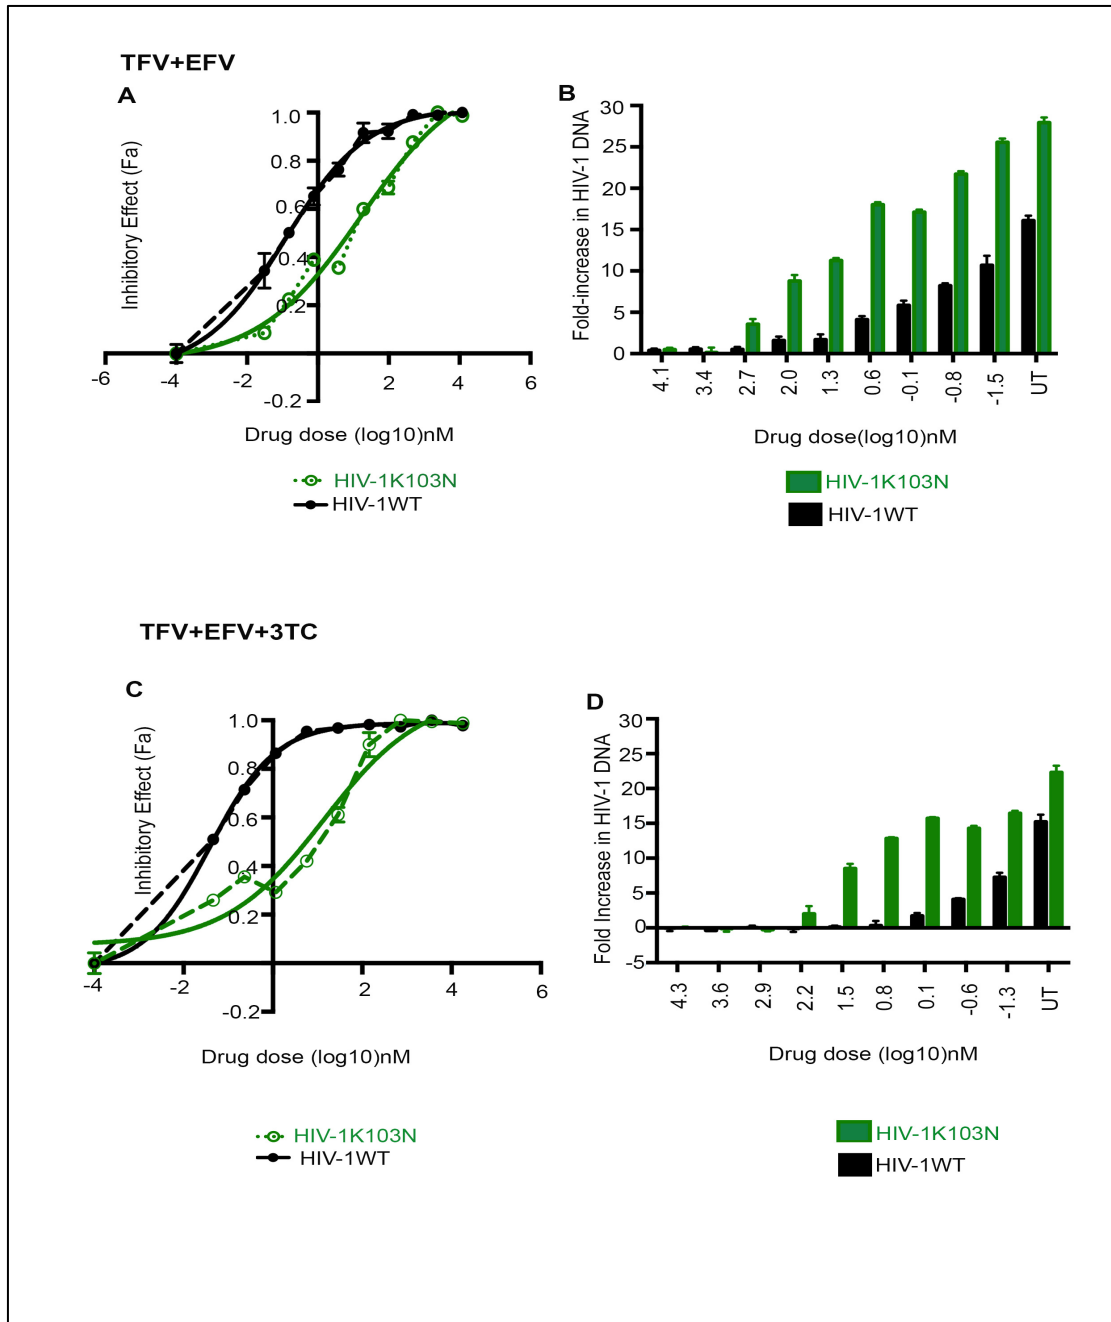 TFV+EFV
A
Inhibitory Effect (Fa)
1.0
0.8
0.6
0.4
0.2
-0.2
-6
-4
-2
2
4
6
Drug dose (log10)nM
HIV-1K103N
HIV-1WT
B
Fold-increase in HIV-1 DNA
30
25
20
15
10
5
0
4.1
3.4
2.7
2.0
1.3
0.6
-0.1
-0.8
-1.5
UT
Drug dose(log10)nM
HIV-1K103N
HIV-1WT
TFV+EFV+3TC
C
Inhibitory Effect (Fa)
1.0
0.8
0.6
0.4
0.2
-0.2
-4
-2
2
4
6
Drug dose (log10)nM
HIV-1K103N
HIV-1WT
D
Fold Increase in HIV-1 DNA
30
25
20
15
10
5
0
-5
4.3
3.6
2.9
2.2
1.5
0.8
0.1
-0.6
-1.3
UT
Drug dose (log10)nM
HIV-1K103N
HIV-1WT